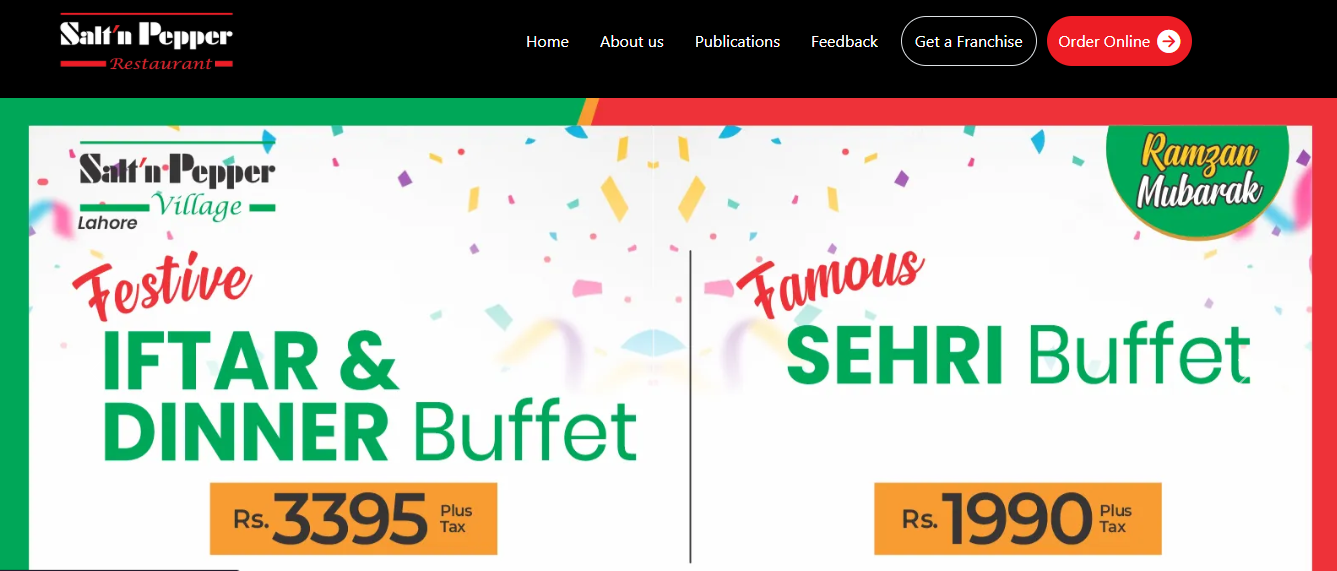 Salt'n Pepper
Restaurant
Home
About us
Publications
Feedback
Get a Franchise
Order Online
Salt'n Pepper
Village
Lahore
Ramzan
Mubarak
Festive
IFTAR &
DINNER Buffet
Rs. 3395 Plus Tax
Famous
SEHRI Buffet
Rs. 1990 Plus Tax